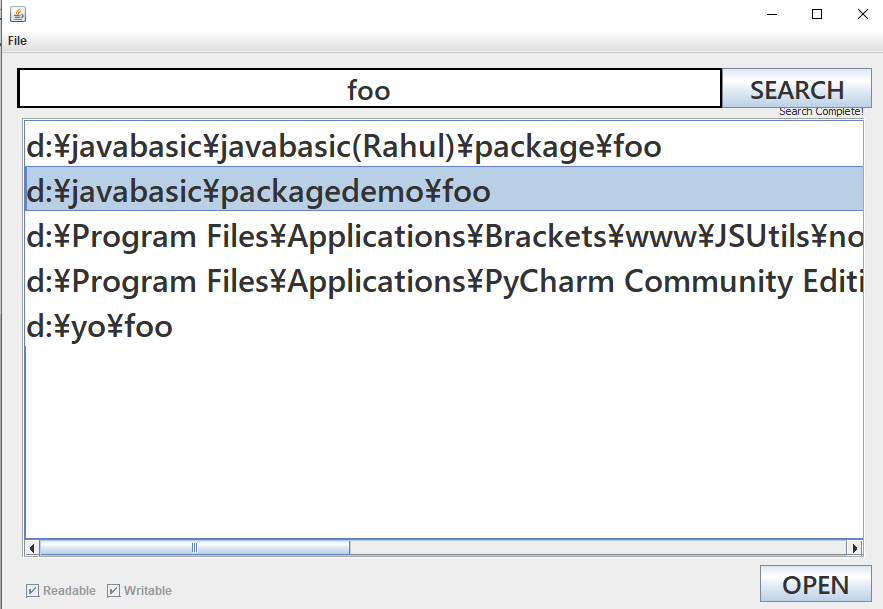 File
foo
SEARCH
Search Complete!
d:¥javabasic¥javabasic(Rahul)¥package¥foo
d:¥javabasic¥packagedemo¥foo
d:¥Program Files¥Applications¥Brackets¥www¥JSUtils¥no
d:¥Program Files¥Applications¥PyCharm Community Editi
d:¥yo¥foo
Readable Writable
OPEN